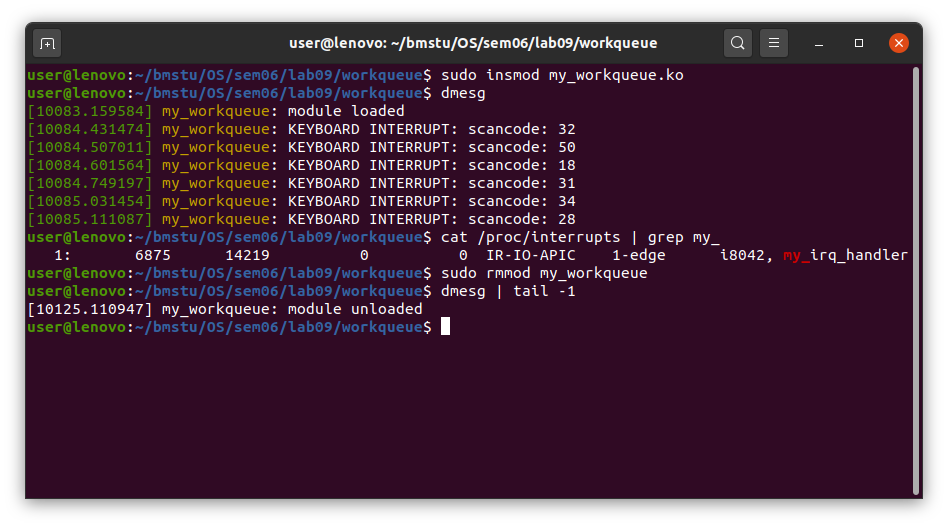 user@lenovo: ~/bmstu/OS/sem06/lab09/workqueue
user@lenovo:~/bmstu/OS/sem06/lab09/workqueue$ sudo insmod my_workqueue.ko
user@lenovo:~/bmstu/OS/sem06/lab09/workqueue$ dmesg
[10083.159584] my_workqueue: module loaded
[10084.431474] my_workqueue: KEYBOARD INTERRUPT: scancode: 32
[10084.507011] my_workqueue: KEYBOARD INTERRUPT: scancode: 50
[10084.601564] my_workqueue: KEYBOARD INTERRUPT: scancode: 18
[10084.749197] my_workqueue: KEYBOARD INTERRUPT: scancode: 31
[10085.031454] my_workqueue: KEYBOARD INTERRUPT: scancode: 34
[10085.111087] my_workqueue: KEYBOARD INTERRUPT: scancode: 28
user@lenovo:~/bmstu/OS/sem06/lab09/workqueue$ cat /proc/interrupts | grep my_
   1:       6875      14219          0          0  IR-IO-APIC    1-edge      i8042, my_irq_handler
user@lenovo:~/bmstu/OS/sem06/lab09/workqueue$ sudo rmmod my_workqueue
user@lenovo:~/bmstu/OS/sem06/lab09/workqueue$ dmesg | tail -1
[10125.110947] my_workqueue: module unloaded
user@lenovo:~/bmstu/OS/sem06/lab09/workqueue$